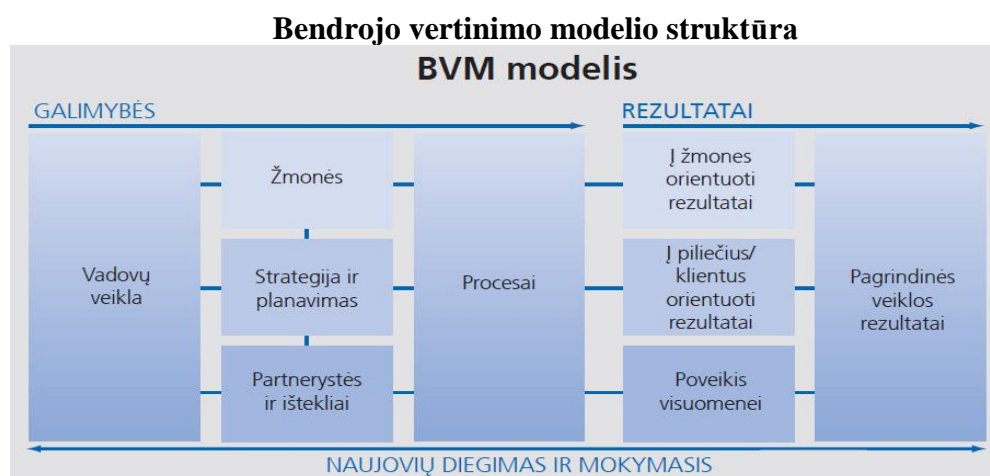 Bendrojo vertinimo modelio struktūra
BVM modelis
GALIMYBĖS
REZULTATAI
Vadovų
veikla
Žmonės
Strategija ir
planavimas
Partnerystės
ir ištekliai
Procesai
Į žmones
orientuoti
rezultatai
Į piliečius/
klientus
orientuoti
rezultatai
Poveikis
visuomenei
Pagrindinės
veiklos
rezultatai
NAUJOVIŲ DIEGIMAS IR MOKYMASIS